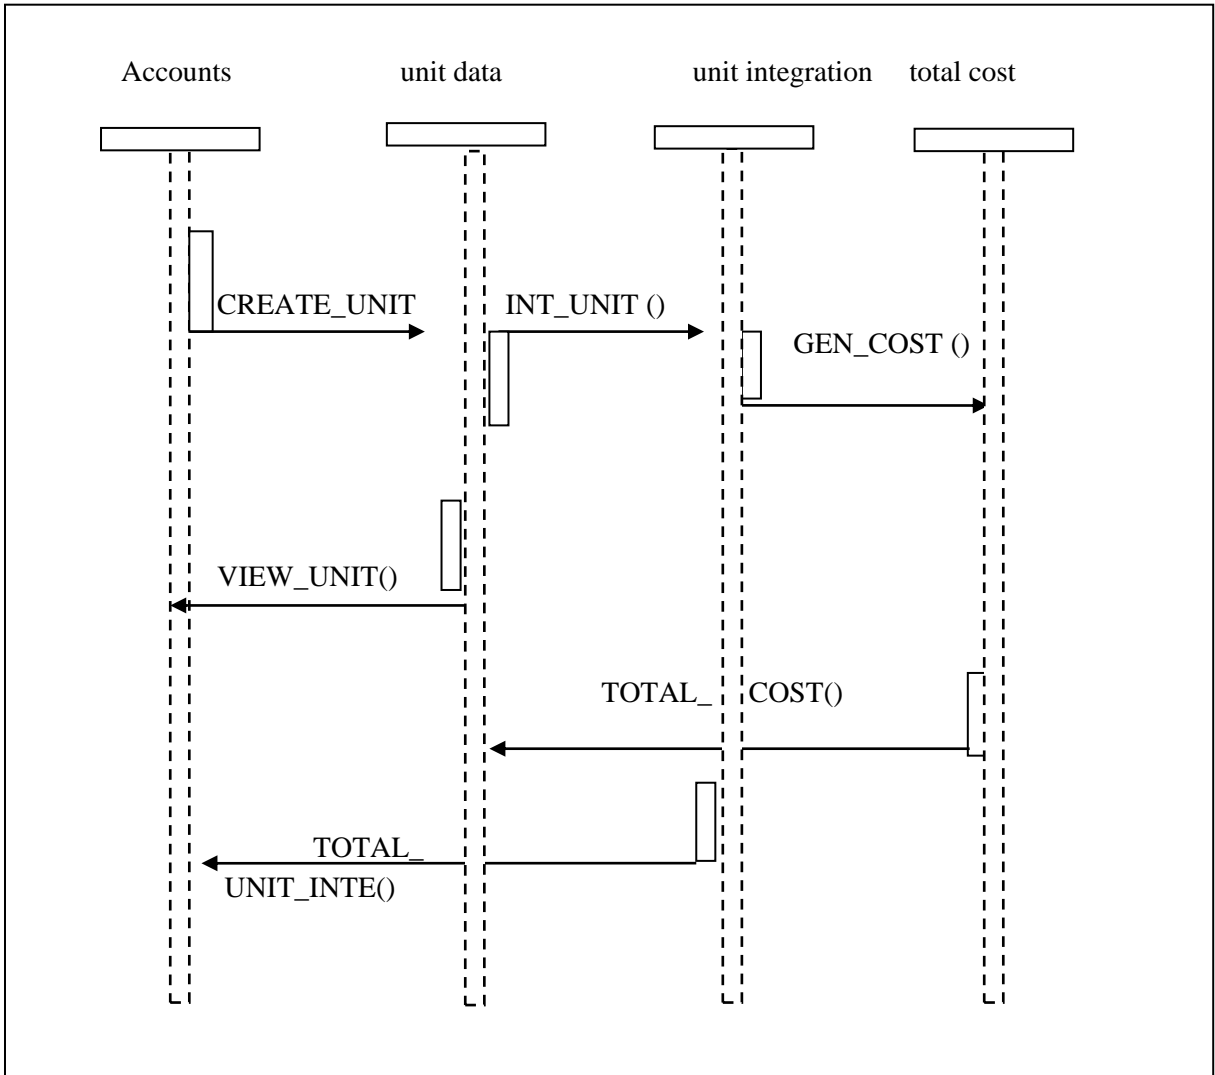 Accounts unit data unit integration total cost
CREATE_UNIT INT_UNIT ()
GEN_COST ()
VIEW_UNIT()
TOTAL_ COST()
TOTAL_
UNIT_INTE()